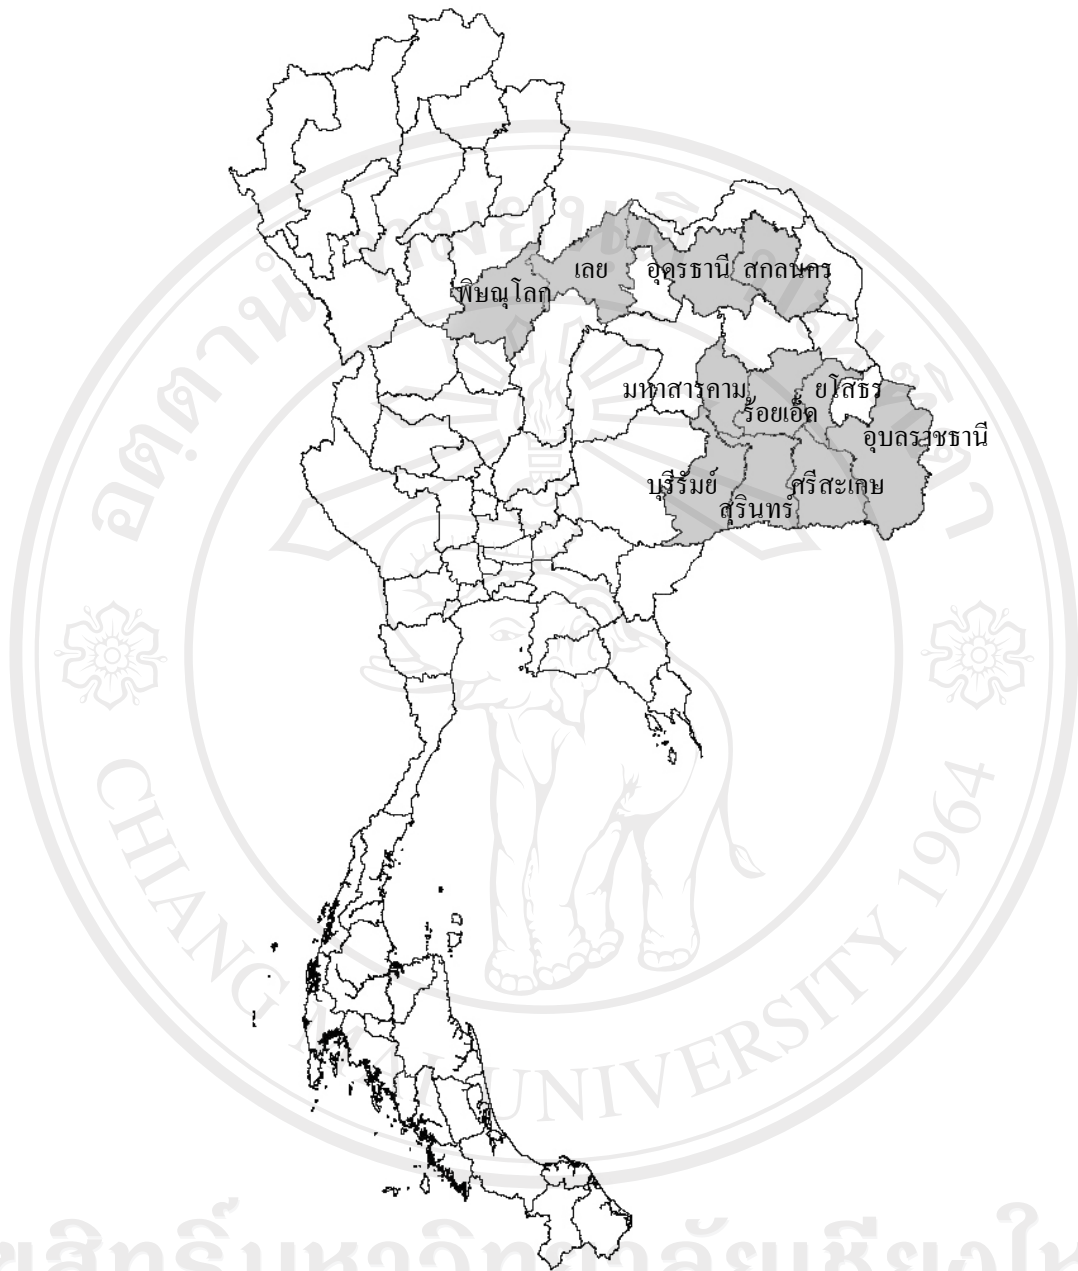 เลย
อุดรธานี
สกลนคร
พิษณุโลก
มหาสารคาม
ร้อยเอ็ด
ยโสธร
อุบลราชธานี
บุรีรัมย์
สุรินทร์
ศรีสะเกษ
CHIANG MAI UNIVERSITY 1964